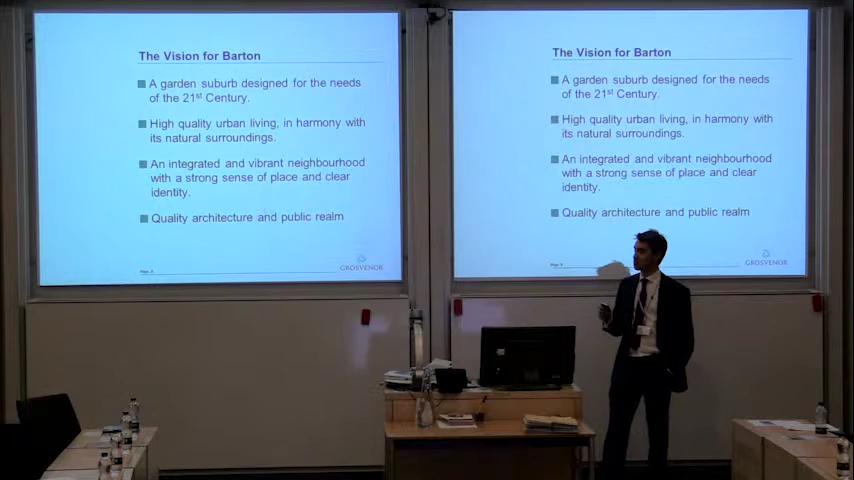 The Vision for Barton
A garden suburb designed for the needs
of the 21st Century.
High quality urban living, in harmony with
its natural surroundings.
An integrated and vibrant neighbourhood
with a strong sense of place and clear
identity.
Quality architecture and public realm
GROSVENOR
The Vision for Barton
A garden suburb designed for the needs
of the 21st Century.
High quality urban living, in harmony with
its natural surroundings.
An integrated and vibrant neighbourhood
with a strong sense of place and clear
identity.
Quality architecture and public realm
GROSVENOR